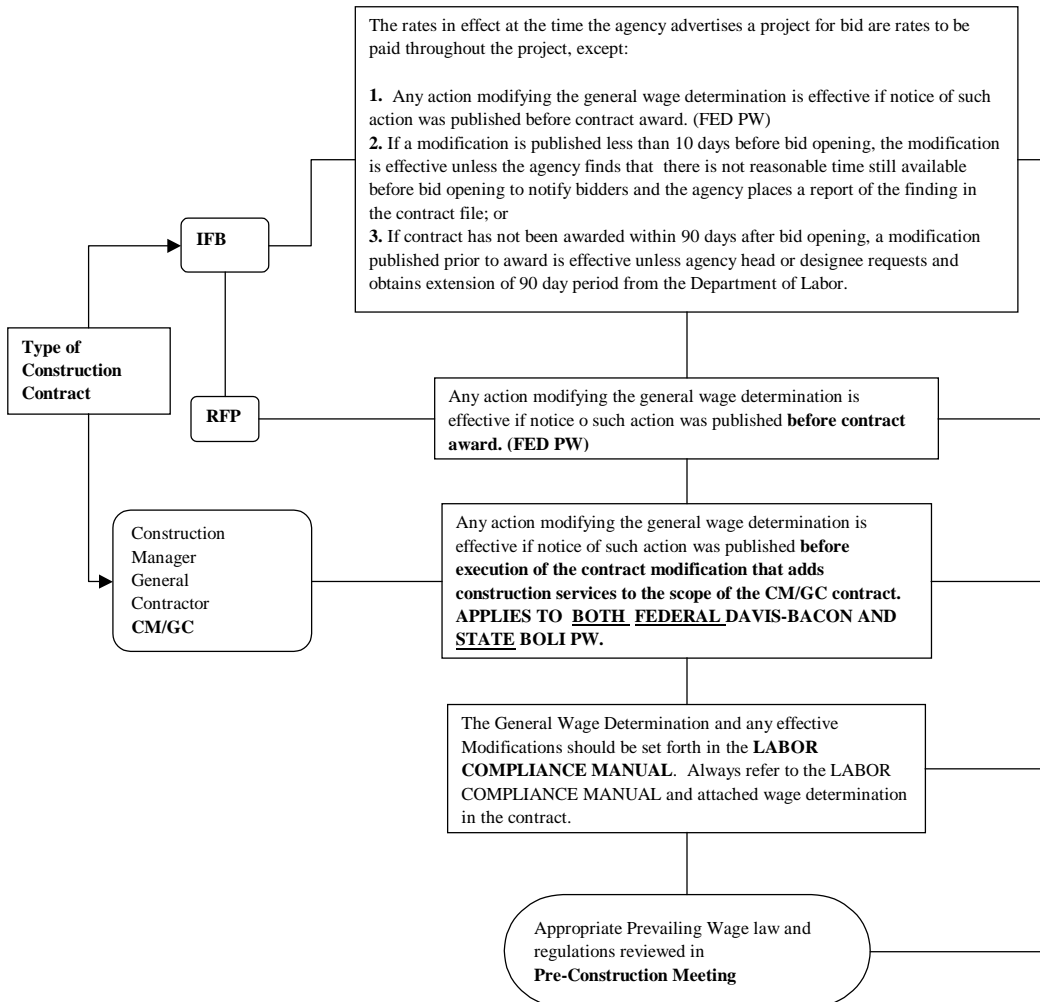 The rates in effect at the time the agency advertises a project for bid are rates to be
paid throughout the project, except:
1. Any action modifying the general wage determination is effective if notice of such
action was published before contract award. (FED PW)
2. If a modification is published less than 10 days before bid opening, the modification
is effective unless the agency finds that there is not reasonable time still available
before bid opening to notify bidders and the agency places a report of the finding in
the contract file; or
3. If contract has not been awarded within 90 days after bid opening, a modification
published prior to award is effective unless agency head or designee requests and
obtains extension of 90 day period from the Department of Labor.
IFB
Type of
Construction
Contract
RFP
Any action modifying the general wage determination is
effective if notice o such action was published before contract
award. (FED PW)
Construction
Manager
General
Contractor
CM/GC
Any action modifying the general wage determination is
effective if notice of such action was published before
execution of the contract modification that adds
construction services to the scope of the CM/GC contract.
APPLIES TO BOTH FEDERAL DAVIS-BACON AND
STATE BOLI PW.
The General Wage Determination and any effective
Modifications should be set forth in the LABOR
COMPLIANCE MANUAL. Always refer to the LABOR
COMPLIANCE MANUAL and attached wage determination
in the contract.
Appropriate Prevailing Wage law and
regulations reviewed in
Pre-Construction Meeting